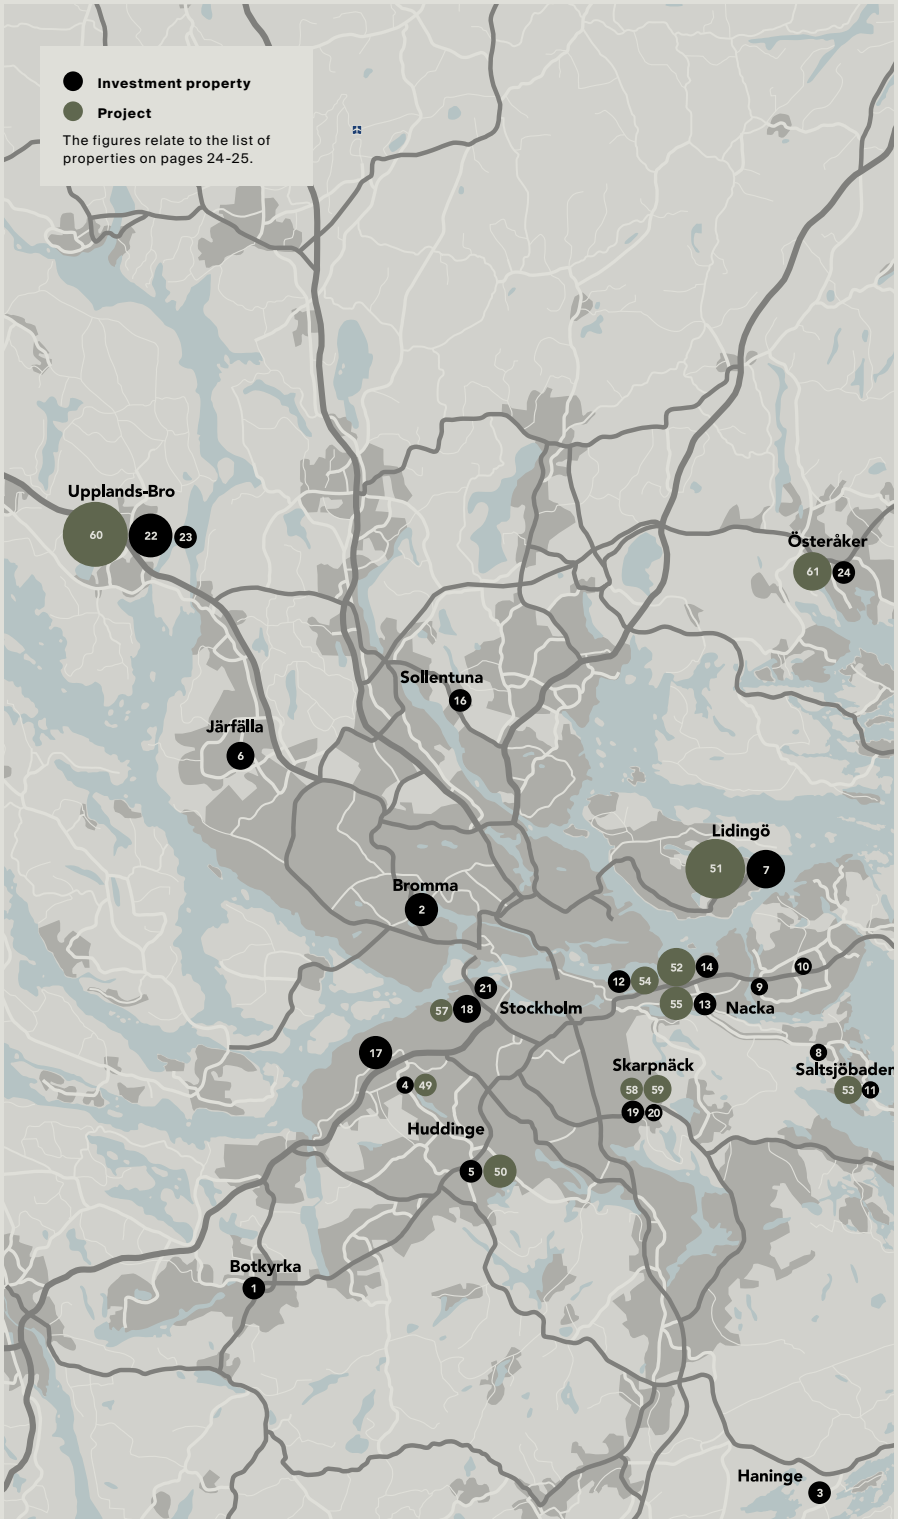 Investment property
Project
The figures relate to the list of
properties on pages 24-25.
Upplands-Bro
60
22
23
Österåker
61
24
Sollentuna
16
Järfälla
6
Lidingö
51
7
Bromma
2
52
14
10
12
54
9
21
55
13
Nacka
57
18
Stockholm
17
8
Saltsjöbaden
Skarpnäck
4
49
58
59
53
11
19
20
Huddinge
5
50
Botkyrka
1
Haninge
3